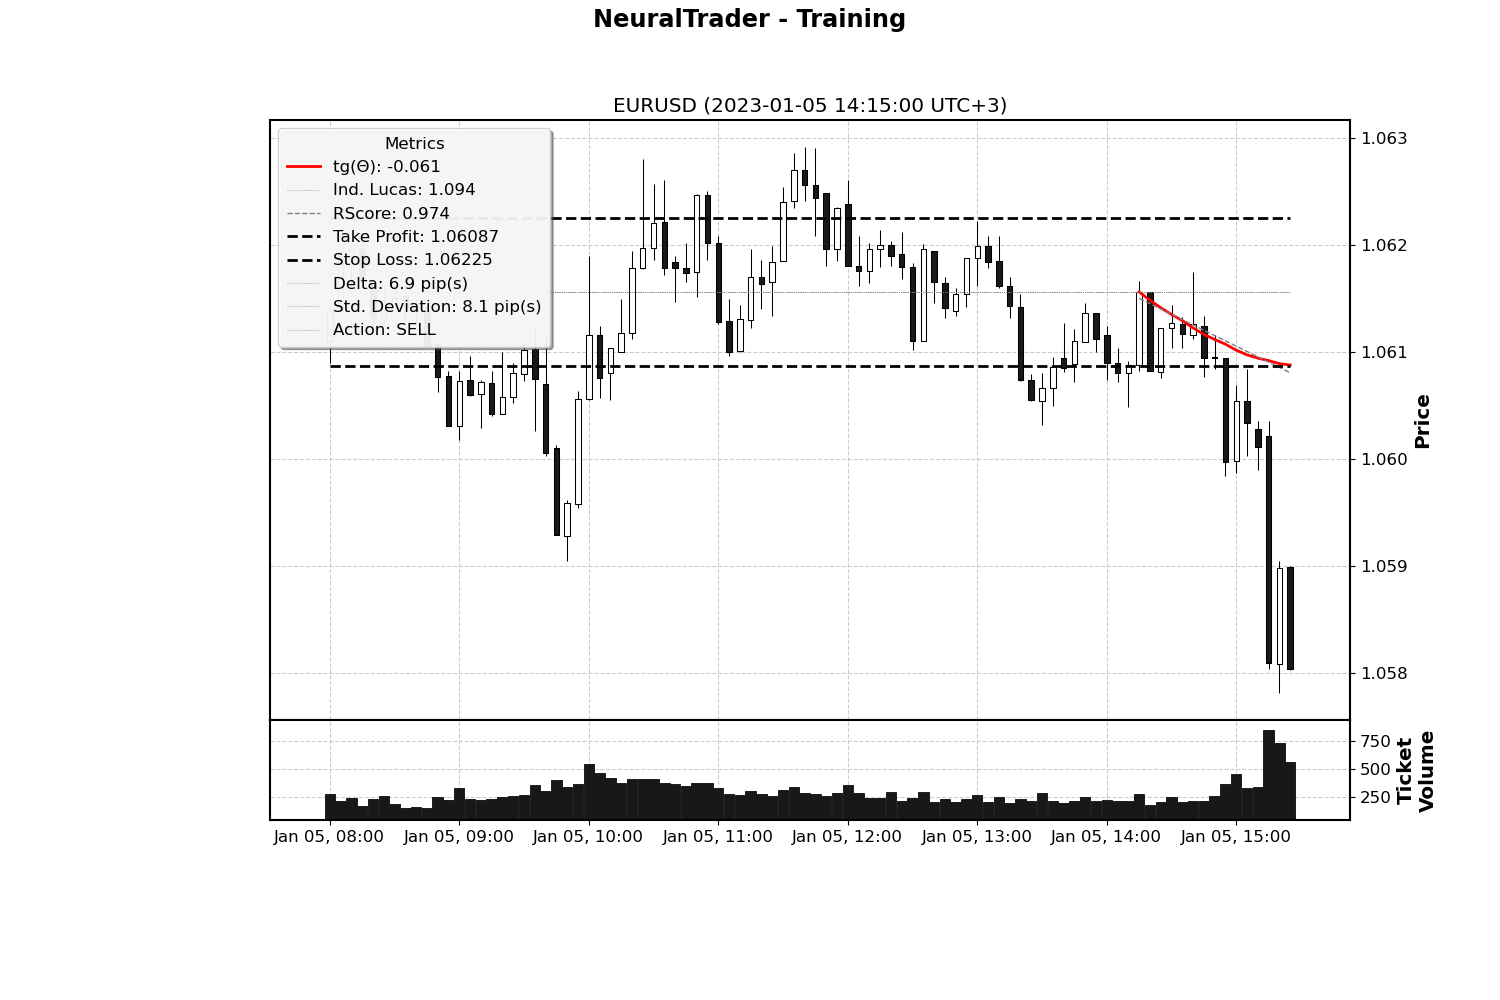 NeuralTrader - Training
EURUSD (2023-01-05 14:15:00 UTC+3)
Metrics
tg(Θ): -0.061
Ind. Lucas: 1.094
RScore: 0.974
Take Profit: 1.06087
Stop Loss: 1.06225
Delta: 6.9 pip(s)
Std. Deviation: 8.1 pip(s)
Action: SELL
1.063
1.062
1.061
1.060
1.059
1.058
Price
750
500
250
Ticket
Volume
Jan 05, 08:00
Jan 05, 09:00
Jan 05, 10:00
Jan 05, 11:00
Jan 05, 12:00
Jan 05, 13:00
Jan 05, 14:00
Jan 05, 15:00